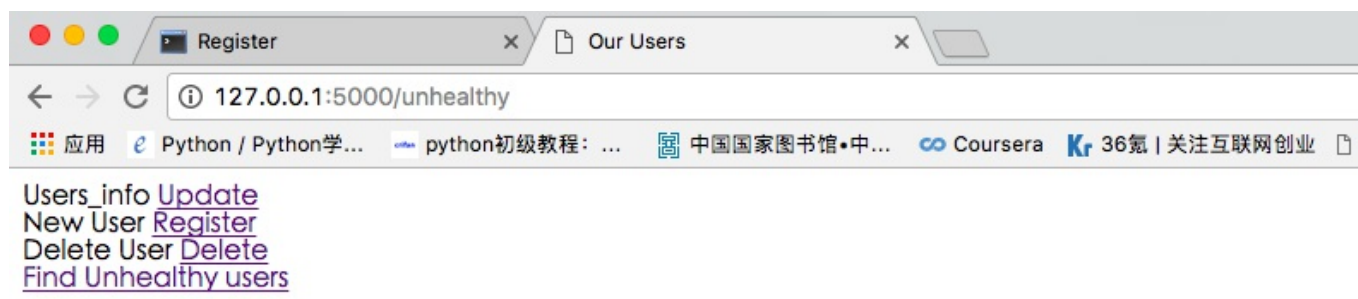 Register
Our Users
127.0.0.1:5000/unhealthy
应用 Python / Python学... python初级教程：... 中国国家图书馆•中... Coursera Kr 36氪 | 关注互联网创业
Users_info Update
New User Register
Delete User Delete
Find Unhealthy users